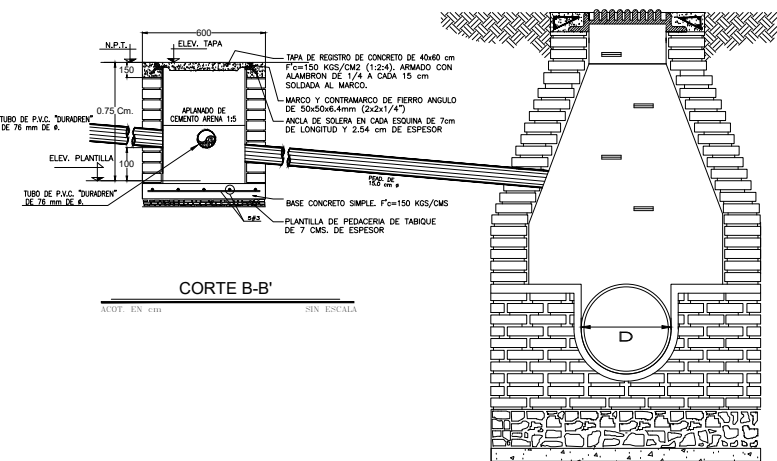 600
N.P.T.
ELEV. TAPA
150
0.75 Cm.
TUBO DE P.V.C. "DURADREN"
DE 76 mm DE ø.
APLANADO DE
CEMENTO ARENA 1:5
TAPA DE REGISTRO DE CONCRETO DE 40x60 cm
F'c=150 KGS/CM2 (1:2:4). ARMADO CON
ALAMBRON DE 1/4 A CADA 15 cm
SOLDADA AL MARCO.
MARCO Y CONTRAMARCO DE FIERRO ANGULO
DE 50x50x6.4mm (2x2x1/4")
ANCLA DE SOLERA EN CADA ESQUINA DE 7cm
DE LONGITUD Y 2.54 cm DE ESPESOR
ELEV. PLANTILLA
100
TUBO DE P.V.C. "DURADREN"
DE 76 mm DE ø.
PEAD. DE
15.0 cm ø
5#3
BASE CONCRETO SIMPLE. F'c=150 KGS/CMS
PLANTILLA DE PEDACERIA DE TABIQUE
DE 7 CMS. DE ESPESOR
D
CORTE B-B'
ACOT. EN cm
SIN ESCALA